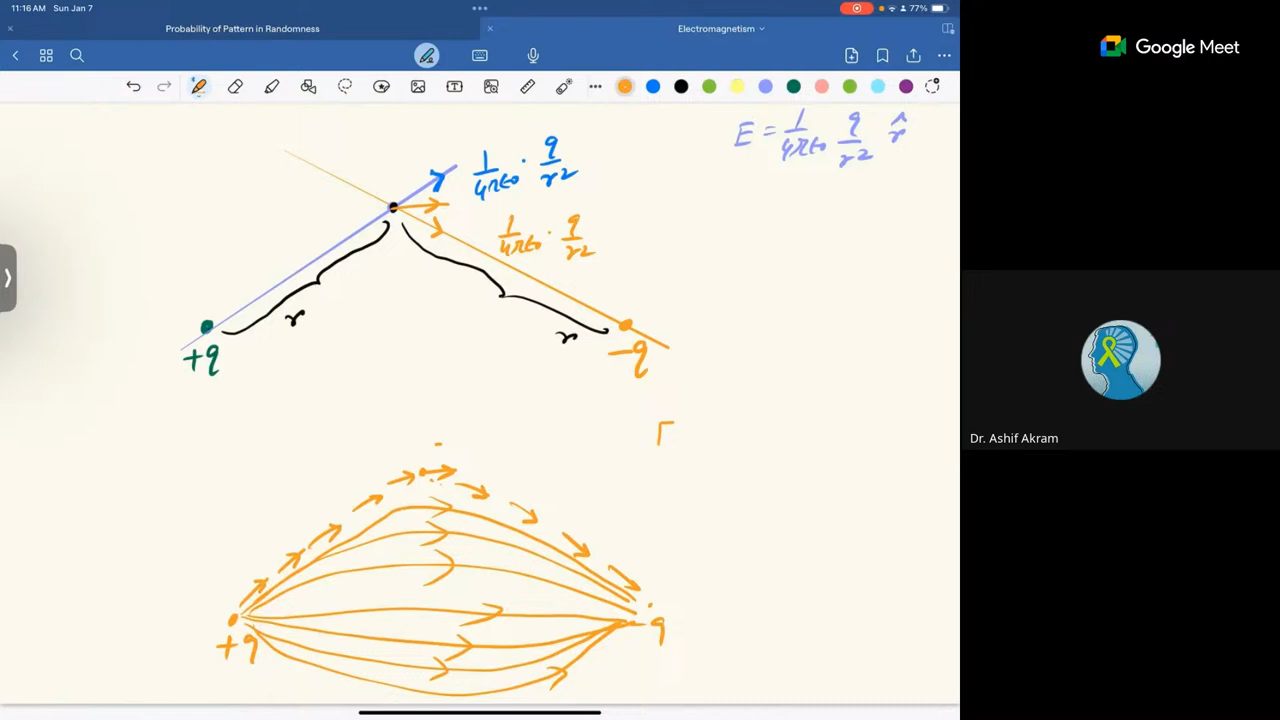 11:16 AM Sun Jan 7
77%
Probability of Pattern in Randomness
Electromagnetism
Google Meet
E = 1/4πε0 q/r2 r̂
1/4πε0 · q/r2
1/4πε0 · q/r2
r
r
+q
-q
+q
-q
Dr. Ashif Akram